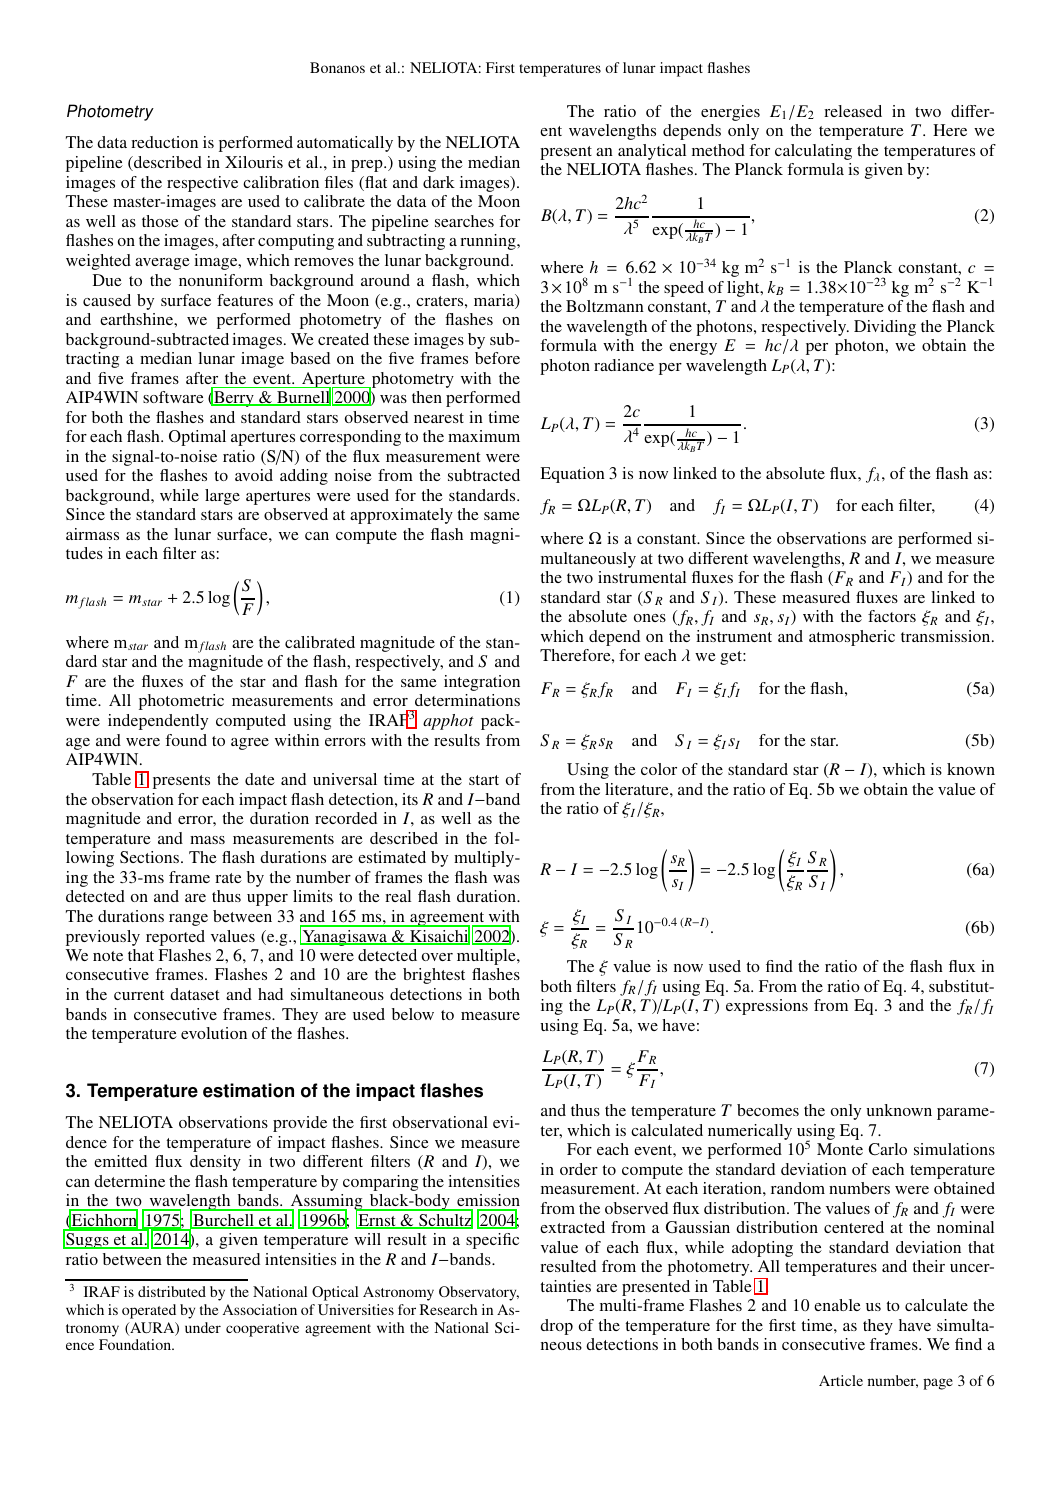 Bonanos et al.: NELIOTA: First temperatures of lunar impact flashes
Photometry
The data reduction is performed automatically by the NELIOTA
pipeline (described in Xilouris et al., in prep.) using the median
images of the respective calibration files (flat and dark images).
These master-images are used to calibrate the data of the Moon
as well as those of the standard stars. The pipeline searches for
flashes on the images, after computing and subtracting a running,
weighted average image, which removes the lunar background.
Due to the nonuniform background around a flash, which
is caused by surface features of the Moon (e.g., craters, maria)
and earthshine, we performed photometry of the flashes on
background-subtracted images. We created these images by sub-
tracting a median lunar image based on the five frames before
and five frames after the event. Aperture photometry with the
AIP4WIN software (Berry & Burnell 2000) was then performed
for both the flashes and standard stars observed nearest in time
for each flash. Optimal apertures corresponding to the maximum
in the signal-to-noise ratio (S/N) of the flux measurement were
used for the flashes to avoid adding noise from the subtracted
background, while large apertures were used for the standards.
Since the standard stars are observed at approximately the same
airmass as the lunar surface, we can compute the flash magni-
tudes in each filter as:
m_{flash} = m_{star} + 2.5 log(S/F), (1)
where m_{star} and m_{flash} are the calibrated magnitude of the stan-
dard star and the magnitude of the flash, respectively, and S and
F are the fluxes of the star and flash for the same integration
time. All photometric measurements and error determinations
were independently computed using the IRAF³ apphot pack-
age and were found to agree within errors with the results from
AIP4WIN.
Table 1 presents the date and universal time at the start of
the observation for each impact flash detection, its R and I−band
magnitude and error, the duration recorded in I, as well as the
temperature and mass measurements are described in the fol-
lowing Sections. The flash durations are estimated by multiply-
ing the 33-ms frame rate by the number of frames the flash was
detected on and are thus upper limits to the real flash duration.
The durations range between 33 and 165 ms, in agreement with
previously reported values (e.g., Yanagisawa & Kisaichi 2002).
We note that Flashes 2, 6, 7, and 10 were detected over multiple,
consecutive frames. Flashes 2 and 10 are the brightest flashes
in the current dataset and had simultaneous detections in both
bands in consecutive frames. They are used below to measure
the temperature evolution of the flashes.
3. Temperature estimation of the impact flashes
The NELIOTA observations provide the first observational evi-
dence for the temperature of impact flashes. Since we measure
the emitted flux density in two different filters (R and I), we
can determine the flash temperature by comparing the intensities
in the two wavelength bands. Assuming black-body emission
(Eichhorn 1975; Burchell et al. 1996b; Ernst & Schultz 2004;
Suggs et al. 2014), a given temperature will result in a specific
ratio between the measured intensities in the R and I−bands.
³ IRAF is distributed by the National Optical Astronomy Observatory,
which is operated by the Association of Universities for Research in As-
tronomy (AURA) under cooperative agreement with the National Sci-
ence Foundation.
The ratio of the energies E₁/E₂ released in two differ-
ent wavelengths depends only on the temperature T. Here we
present an analytical method for calculating the temperatures of
the NELIOTA flashes. The Planck formula is given by:
B(λ, T) = 2hc²/λ⁵ 1/(exp(hc/(λk_BT)) − 1), (2)
where h = 6.62 × 10⁻³⁴ kg m² s⁻¹ is the Planck constant, c =
3×10⁸ m s⁻¹ the speed of light, k_B = 1.38×10⁻²³ kg m² s⁻² K⁻¹
the Boltzmann constant, T and λ the temperature of the flash and
the wavelength of the photons, respectively. Dividing the Planck
formula with the energy E = hc/λ per photon, we obtain the
photon radiance per wavelength L_P(λ, T):
L_P(λ, T) = 2c/λ⁴ 1/(exp(hc/(λk_BT)) − 1). (3)
Equation 3 is now linked to the absolute flux, f_λ, of the flash as:
f_R = ΩL_P(R, T) and f_I = ΩL_P(I, T) for each filter, (4)
where Ω is a constant. Since the observations are performed si-
multaneously at two different wavelengths, R and I, we measure
the two instrumental fluxes for the flash (F_R and F_I) and for the
standard star (S_R and S_I). These measured fluxes are linked to
the absolute ones (f_R, f_I and s_R, s_I) with the factors ξ_R and ξ_I,
which depend on the instrument and atmospheric transmission.
Therefore, for each λ we get:
F_R = ξ_R f_R and F_I = ξ_I f_I for the flash, (5a)
S_R = ξ_R s_R and S_I = ξ_I s_I for the star. (5b)
Using the color of the standard star (R − I), which is known
from the literature, and the ratio of Eq. 5b we obtain the value of
the ratio of ξ_I/ξ_R,
R − I = −2.5 log(s_R/s_I) = −2.5 log(ξ_I/ξ_R S_R/S_I), (6a)
ξ = ξ_I/ξ_R = S_I/S_R 10^{−0.4 (R−I)}. (6b)
The ξ value is now used to find the ratio of the flash flux in
both filters f_R/f_I using Eq. 5a. From the ratio of Eq. 4, substitut-
ing the L_P(R, T)/L_P(I, T) expressions from Eq. 3 and the f_R/f_I
using Eq. 5a, we have:
L_P(R, T)/L_P(I, T) = ξ F_R/F_I, (7)
and thus the temperature T becomes the only unknown parame-
ter, which is calculated numerically using Eq. 7.
For each event, we performed 10⁵ Monte Carlo simulations
in order to compute the standard deviation of each temperature
measurement. At each iteration, random numbers were obtained
from the observed flux distribution. The values of f_R and f_I were
extracted from a Gaussian distribution centered at the nominal
value of each flux, while adopting the standard deviation that
resulted from the photometry. All temperatures and their uncer-
tainties are presented in Table 1.
The multi-frame Flashes 2 and 10 enable us to calculate the
drop of the temperature for the first time, as they have simulta-
neous detections in both bands in consecutive frames. We find a
Article number, page 3 of 6